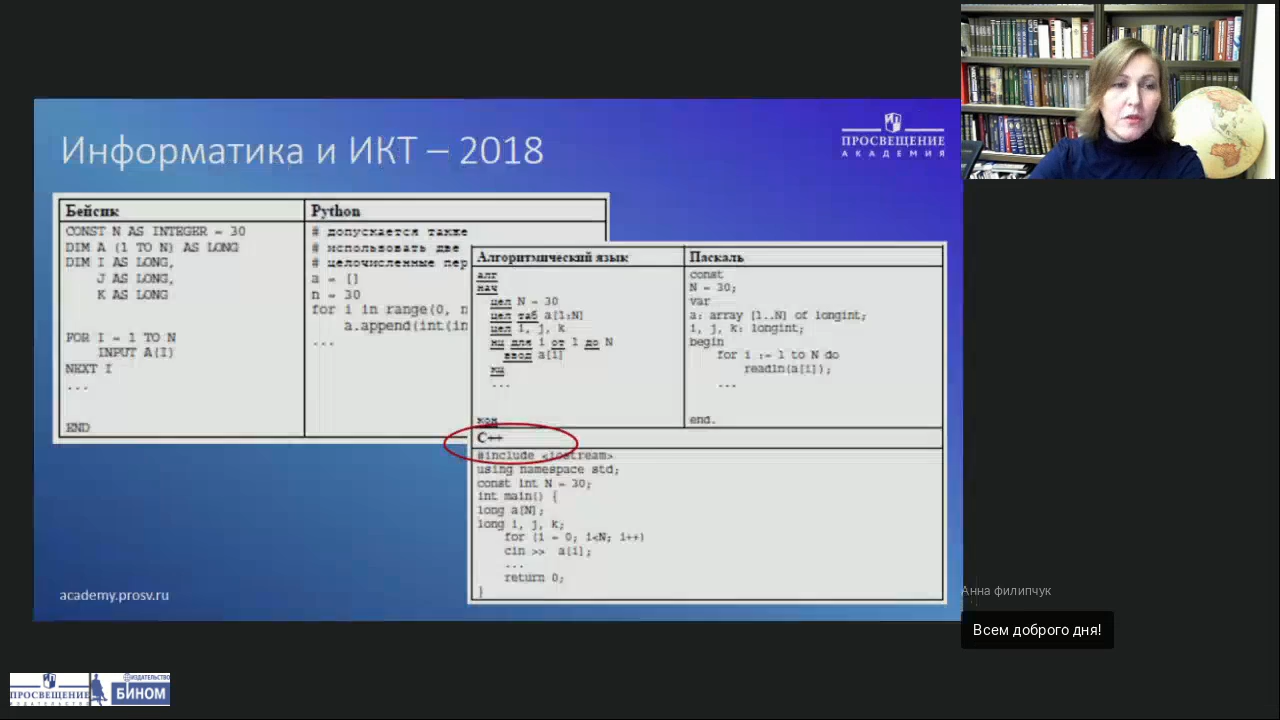 Информатика и ИКТ – 2018
ПРОСВЕЩЕНИЕ
АКАДЕМИЯ
Бейсик
CONST N AS INTEGER = 30
DIM A (1 TO N) AS LONG
DIM I AS LONG,
J AS LONG,
K AS LONG
FOR I = 1 TO N
INPUT A(I)
NEXT I
...
END
Python
# допускается также
# использовать две
# целочисленные пер
a = []
n = 30
for i in range(0, n
a.append(int(in
...
Алгоритмический язык
алг
нач
цел N = 30
цел таб a[1:N]
цел i, j, k
нц для i от 1 до N
ввод a[i]
кц
...
кон
Паскаль
const
N = 30;
var
a: array [1..N] of longint;
i, j, k: longint;
begin
for i := 1 to N do
readln(a[i]);
...
end.
C++
#include <iostream>
using namespace std;
const int N = 30;
int main() {
long a[N];
long i, j, k;
for (i = 0; i<N; i++)
cin >> a[i];
...
return 0;
}
academy.prosv.ru
Анна филипчук
Всем доброго дня!
ПРОСВЕЩЕНИЕ
ИЗДАТЕЛЬСТВО
ИЗДАТЕЛЬСТВО
БИНОМ